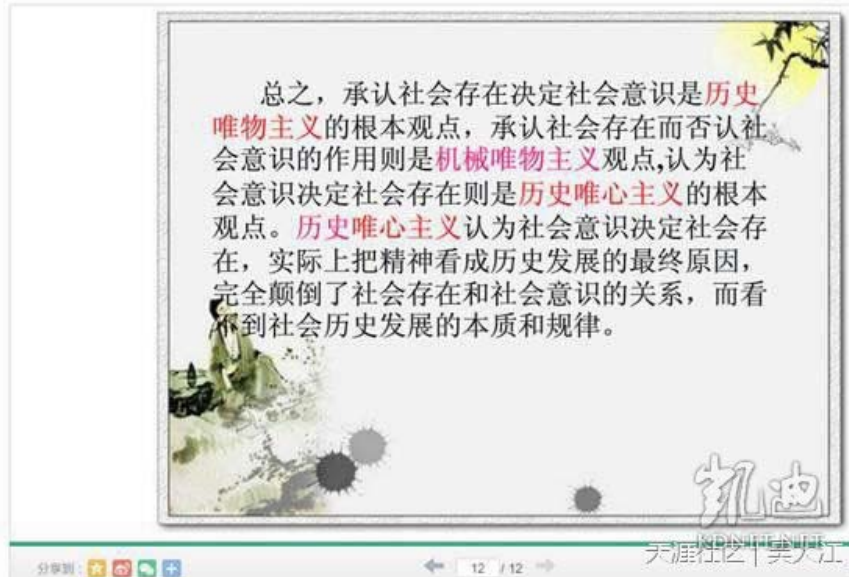 总之，承认社会存在决定社会意识是历史
唯物主义的根本观点，承认社会存在而否认社
会意识的作用则是机械唯物主义观点,认为社
会意识决定社会存在则是历史唯心主义的根本
观点。历史唯心主义认为社会意识决定社会存
在，实际上把精神看成历史发展的最终原因，
完全颠倒了社会存在和社会意识的关系，而看
不到社会历史发展的本质和规律。
凯迪
KDNET.NET
天涯社区
分享到：
12 / 12